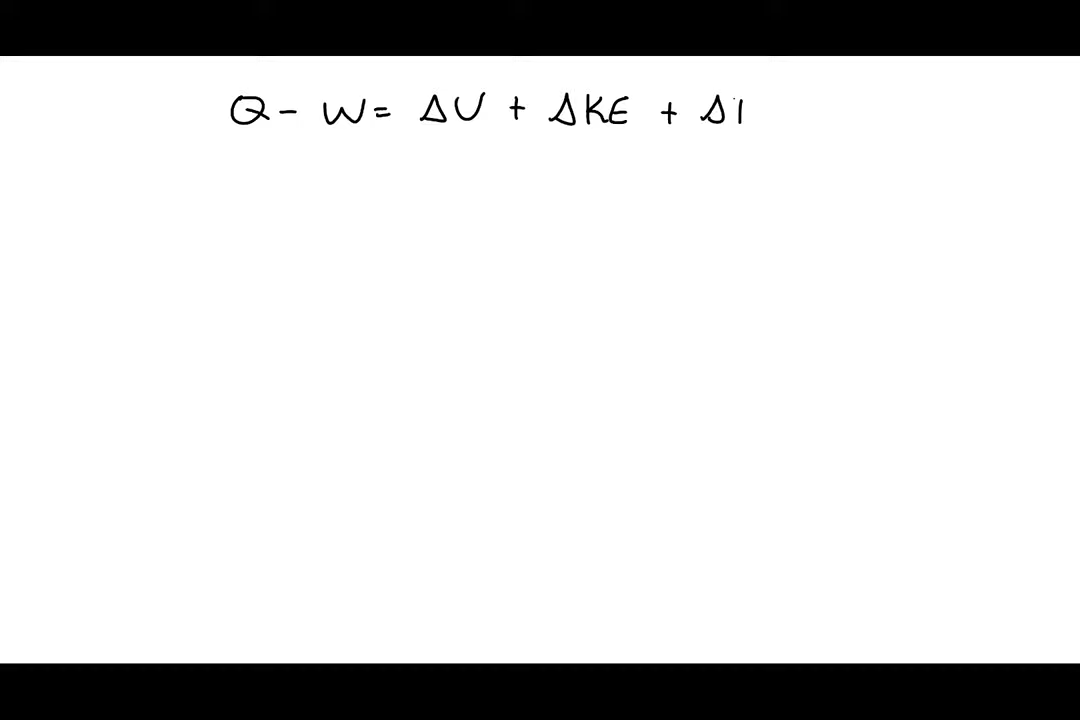 Q - W = ΔU + ΔKE + Δ